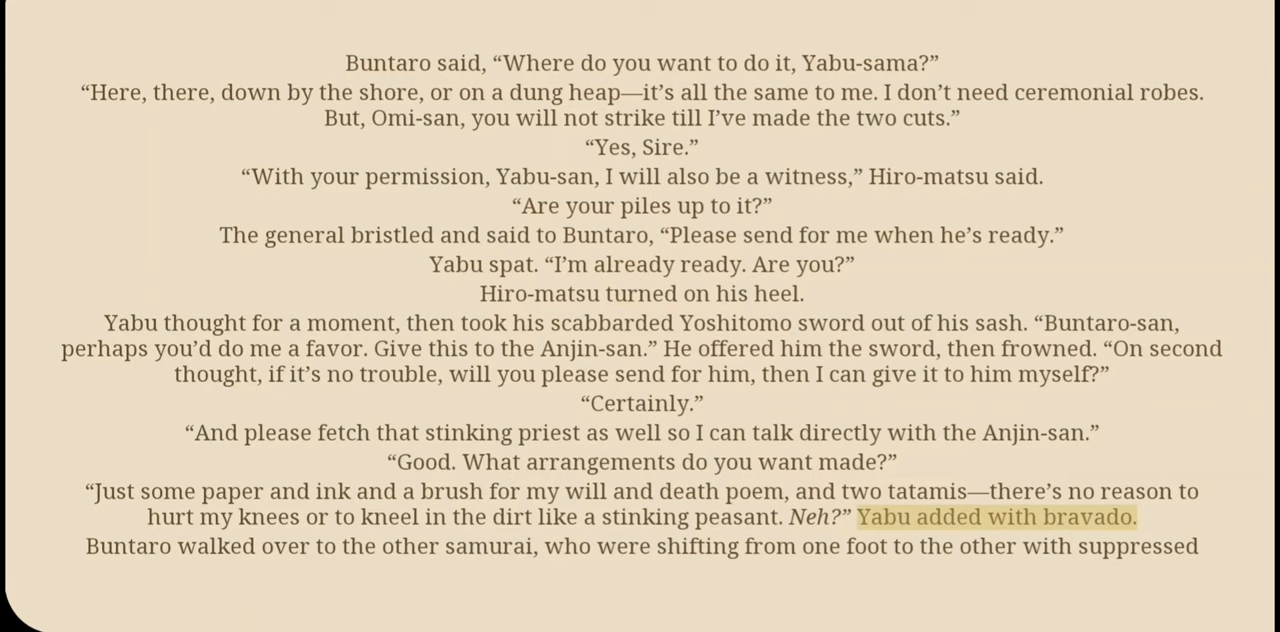 Buntaro said, “Where do you want to do it, Yabu-sama?”
“Here, there, down by the shore, or on a dung heap—it’s all the same to me. I don’t need ceremonial robes.
But, Omi-san, you will not strike till I’ve made the two cuts.”
“Yes, Sire.”
“With your permission, Yabu-san, I will also be a witness,” Hiro-matsu said.
“Are your piles up to it?”
The general bristled and said to Buntaro, “Please send for me when he’s ready.”
Yabu spat. “I’m already ready. Are you?”
Hiro-matsu turned on his heel.
Yabu thought for a moment, then took his scabbarded Yoshitomo sword out of his sash. “Buntaro-san,
perhaps you’d do me a favor. Give this to the Anjin-san.” He offered him the sword, then frowned. “On second
thought, if it’s no trouble, will you please send for him, then I can give it to him myself?”
“Certainly.”
“And please fetch that stinking priest as well so I can talk directly with the Anjin-san.”
“Good. What arrangements do you want made?”
“Just some paper and ink and a brush for my will and death poem, and two tatamis—there’s no reason to
hurt my knees or to kneel in the dirt like a stinking peasant. Neh?” Yabu added with bravado.
Buntaro walked over to the other samurai, who were shifting from one foot to the other with suppressed